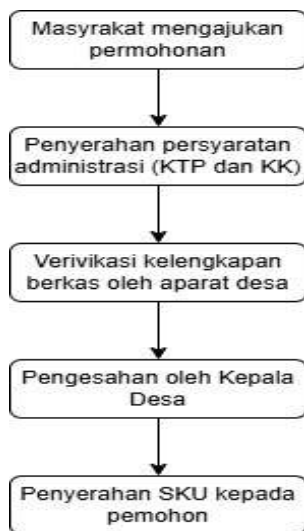 Masyrakat mengajukan
permohonan
Penyerahan persyaratan
administrasi (KTP dan KK)
Verivikasi kelengkapan
berkas oleh aparat desa
Pengesahan oleh Kepala
Desa
Penyerahan SKU kepada
pemohon